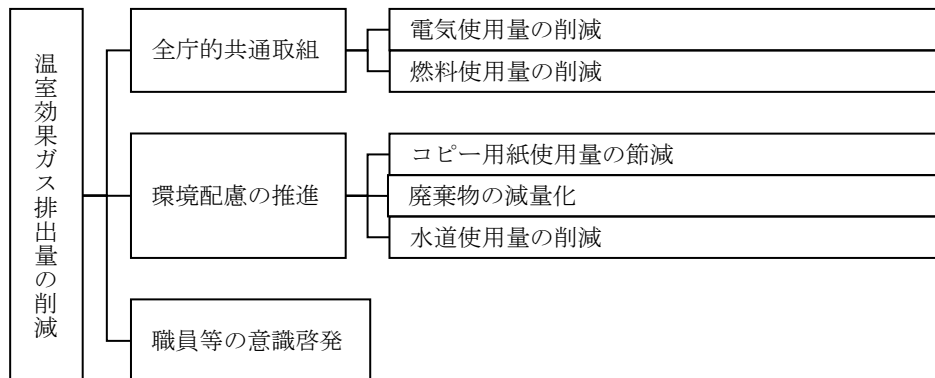 温室効果ガス排出量の削減
全庁的共通取組
電気使用量の削減
燃料使用量の削減
環境配慮の推進
コピー用紙使用量の節減
廃棄物の減量化
水道使用量の削減
職員等の意識啓発